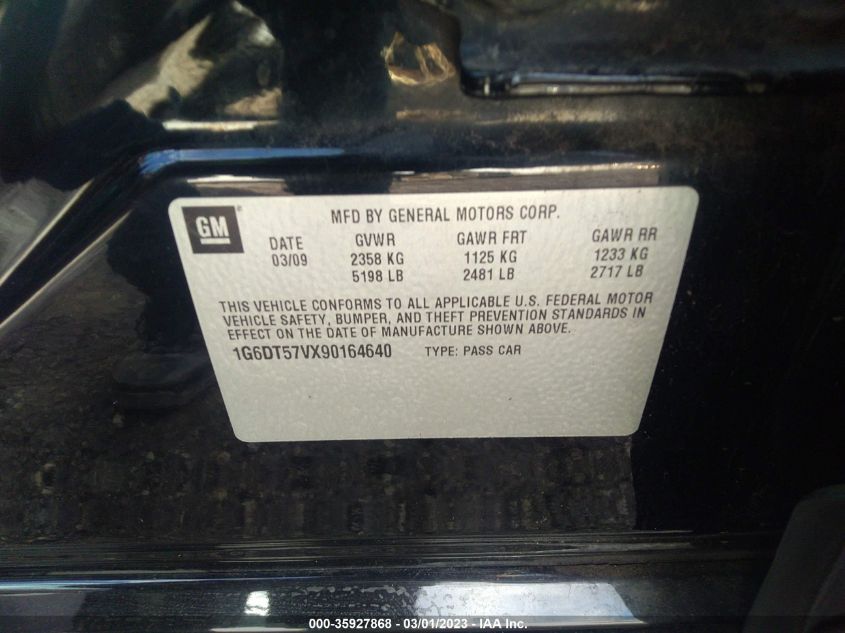 GM
MFD BY GENERAL MOTORS CORP.
DATE GVWR GAWR FRT GAWR RR
03/09 2358 KG 1125 KG 1233 KG
5198 LB 2481 LB 2717 LB
THIS VEHICLE CONFORMS TO ALL APPLICABLE U.S. FEDERAL MOTOR
VEHICLE SAFETY, BUMPER, AND THEFT PREVENTION STANDARDS IN
EFFECT ON THE DATE OF MANUFACTURE SHOWN ABOVE.
1G6DT57VX90164640 TYPE: PASS CAR
000-35927868 - 03/01/2023 - IAA Inc.